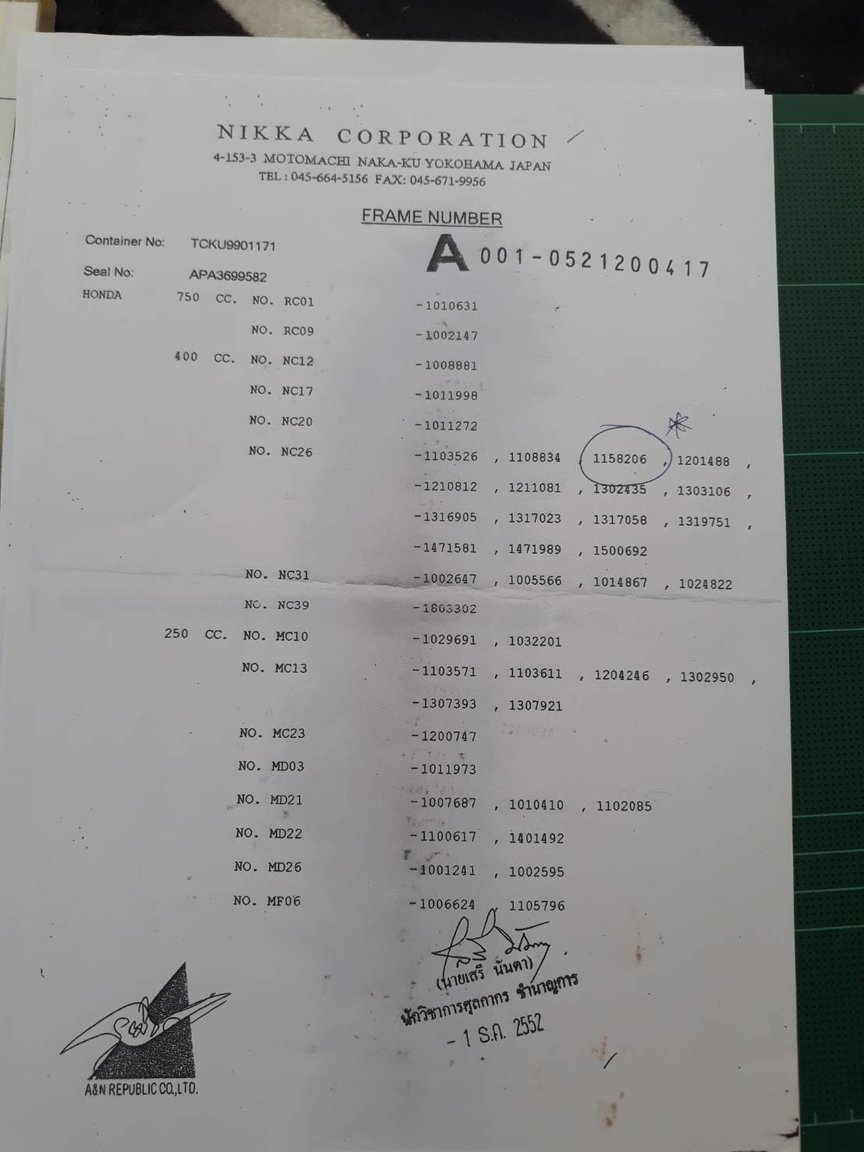 NIKKA CORPORATION
4-153-3 MOTOMACHI NAKA-KU YOKOHAMA JAPAN
TEL : 045-664-5156 FAX: 045-671-9956
FRAME NUMBER
Container No: TCKU9901171
A 001-0521200417
Seal No: APA3699582
HONDA 750 CC. NO. RC01 -1010631
NO. RC09 -1002147
400 CC. NO. NC12 -1008881
NO. NC17 -1011998
NO. NC20 -1011272
NO. NC26 -1103526 , 1108834 , 1158206 , 1201488 ,
-1210812 , 1211081 , 1302435 , 1303106 ,
-1316905 , 1317023 , 1317058 , 1319751 ,
-1471581 , 1471989 , 1500692
NO. NC31 -1002647 , 1005566 , 1014867 , 1024822
NO. NC39 -1803302
250 CC. NO. MC10 -1029691 , 1032201
NO. MC13 -1103571 , 1103611 , 1204246 , 1302950 ,
-1307393 , 1307921
NO. MC23 -1200747
NO. MD03 -1011973
NO. MD21 -1007687 , 1010410 , 1102085
NO. MD22 -1100617 , 1401492
NO. MD26 -1001241 , 1002595
NO. MF06 -1006624 , 1105796
(นายเสรี นันตา)
นักวิชาการศุลกากร ชำนาญการ
- 1 ธ.ค. 2552
A&N REPUBLIC CO.,LTD.